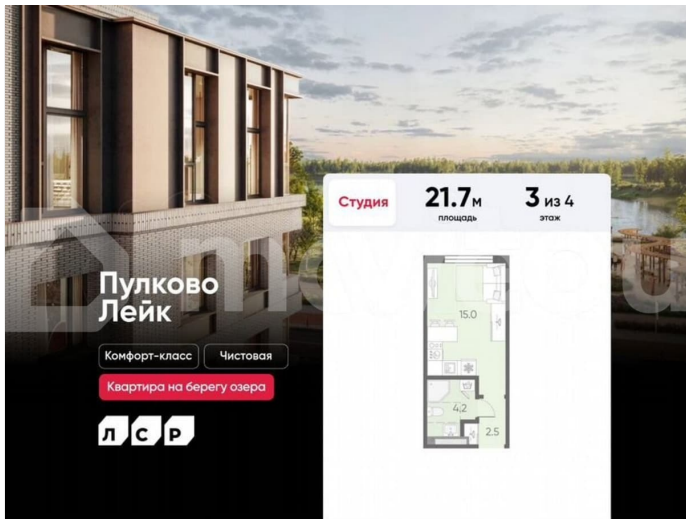 Студия
21.7 м
площадь
3 из 4
этаж
Пулково
Лейк
Комфорт-класс
Чистовая
Квартира на берегу озера
ЛСР
15.0
4.2
2.5